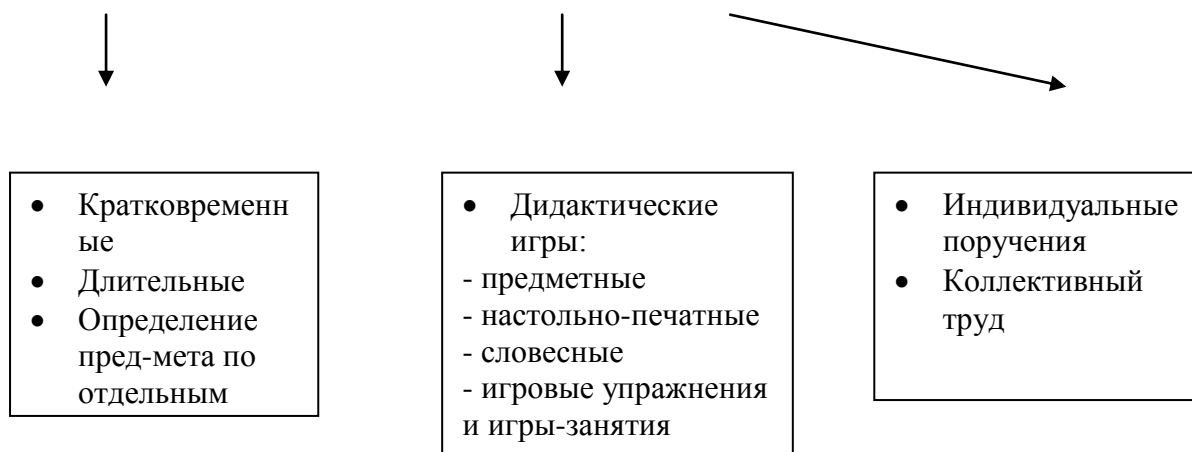 • Кратковременн
ые
• Длительные
• Определение
пред-мета по
отдельным
• Дидактические
игры:
- предметные
- настольно-печатные
- словесные
- игровые упражнения
и игры-занятия
• Индивидуальные
поручения
• Коллективный
труд